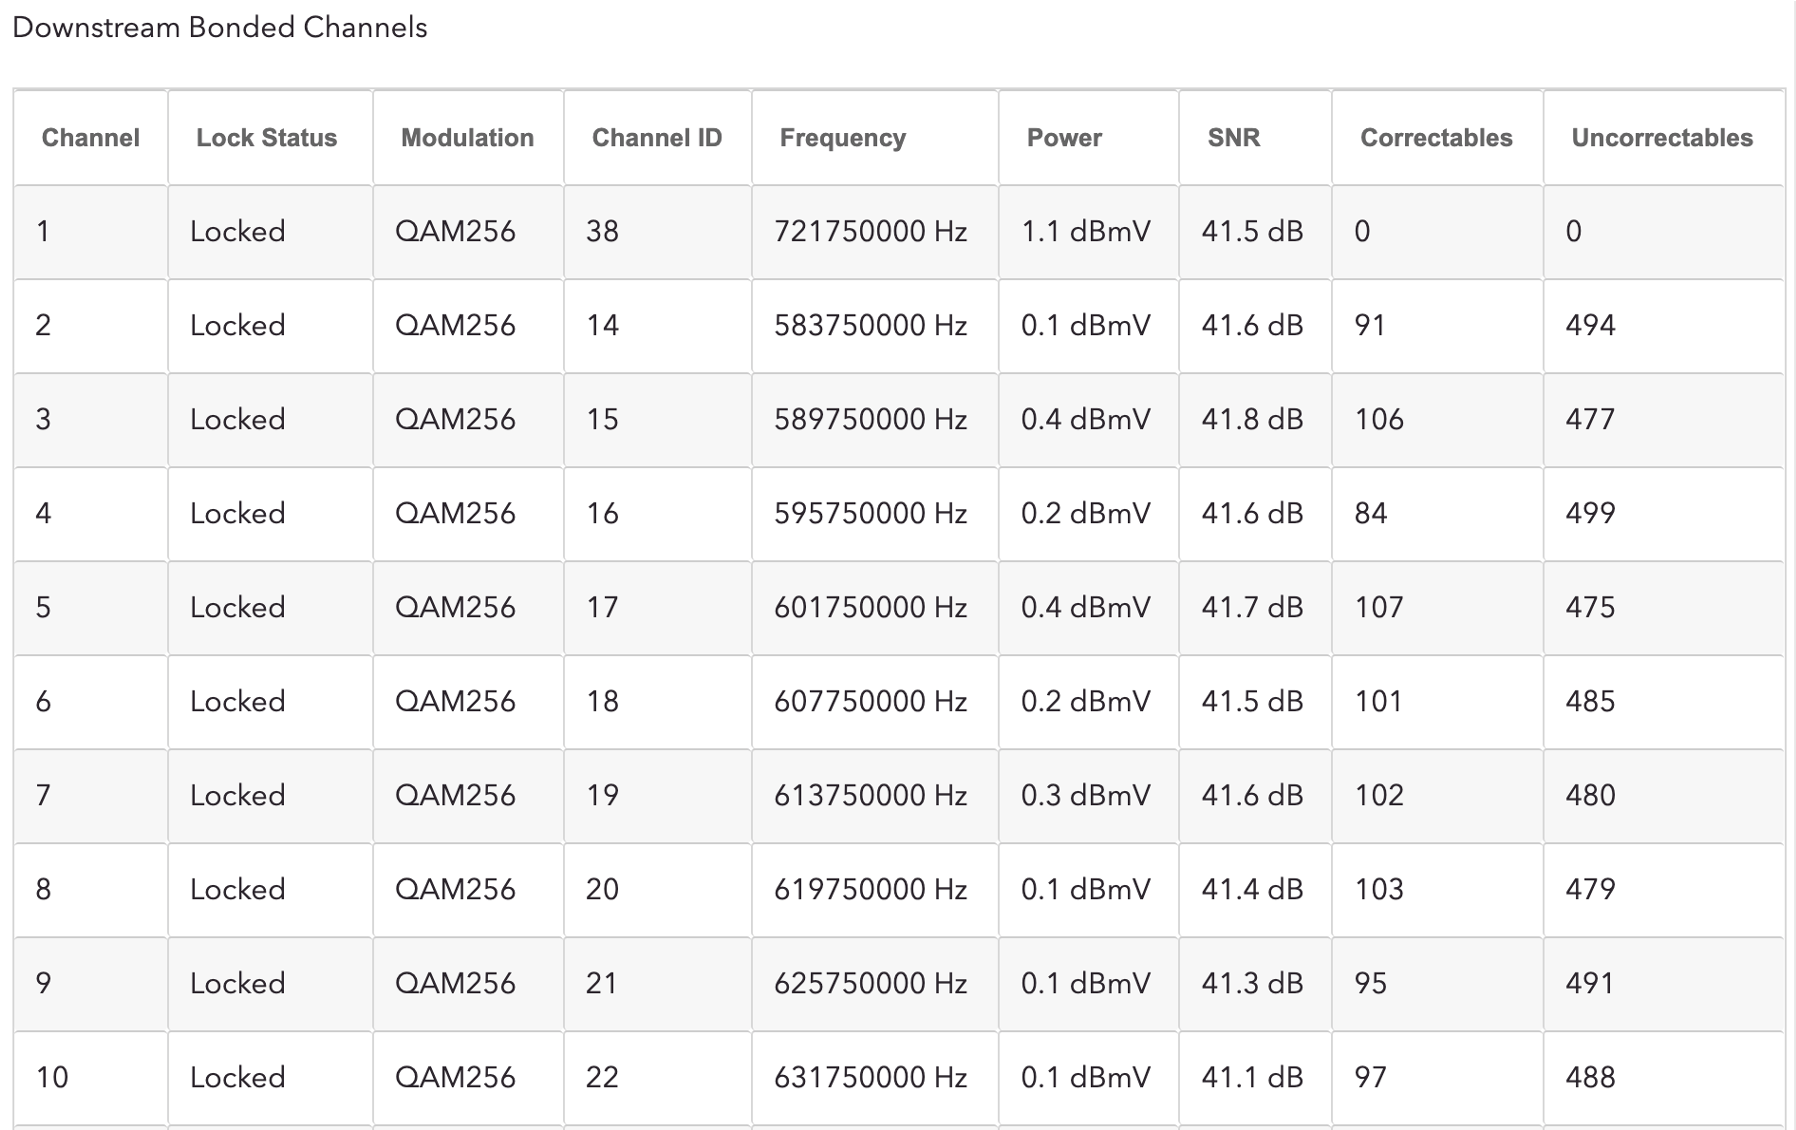 Downstream Bonded Channels
Channel Lock Status Modulation Channel ID Frequency Power SNR Correctables Uncorrectables
1 Locked QAM256 38 721750000 Hz 1.1 dBmV 41.5 dB 0 0
2 Locked QAM256 14 583750000 Hz 0.1 dBmV 41.6 dB 91 494
3 Locked QAM256 15 589750000 Hz 0.4 dBmV 41.8 dB 106 477
4 Locked QAM256 16 595750000 Hz 0.2 dBmV 41.6 dB 84 499
5 Locked QAM256 17 601750000 Hz 0.4 dBmV 41.7 dB 107 475
6 Locked QAM256 18 607750000 Hz 0.2 dBmV 41.5 dB 101 485
7 Locked QAM256 19 613750000 Hz 0.3 dBmV 41.6 dB 102 480
8 Locked QAM256 20 619750000 Hz 0.1 dBmV 41.4 dB 103 479
9 Locked QAM256 21 625750000 Hz 0.1 dBmV 41.3 dB 95 491
10 Locked QAM256 22 631750000 Hz 0.1 dBmV 41.1 dB 97 488